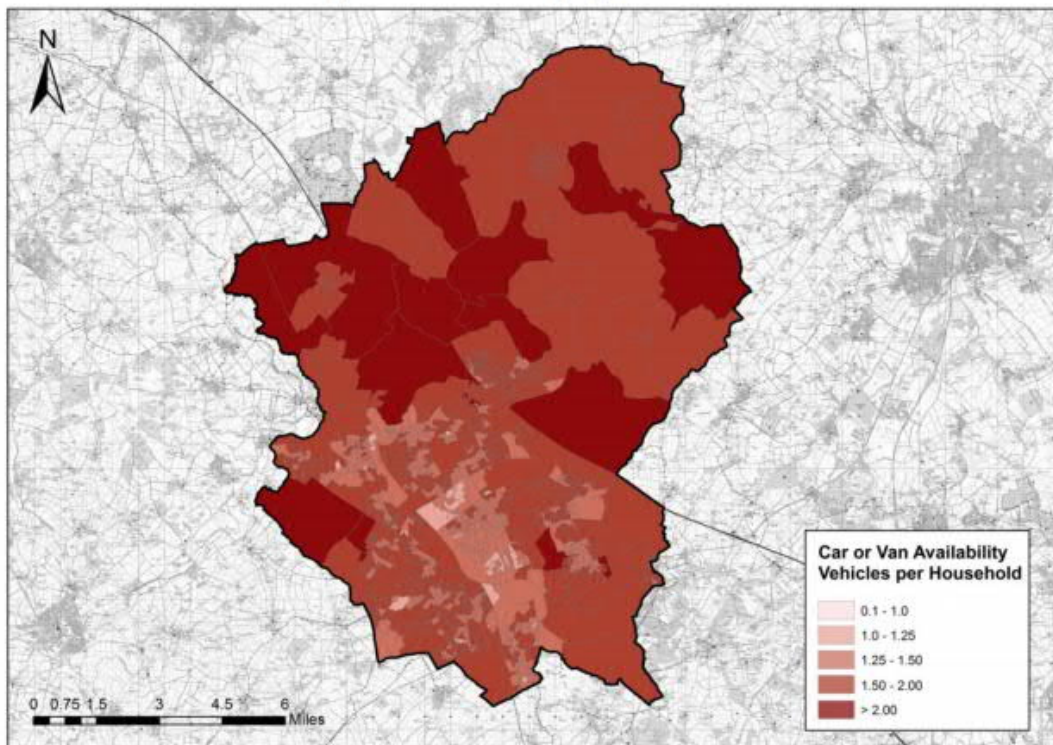 N
Car or Van Availability
Vehicles per Household
0.1 - 1.0
1.0 - 1.25
1.25 - 1.50
1.50 - 2.00
> 2.00
0 0.75 1.5 3 4.5 6
Miles